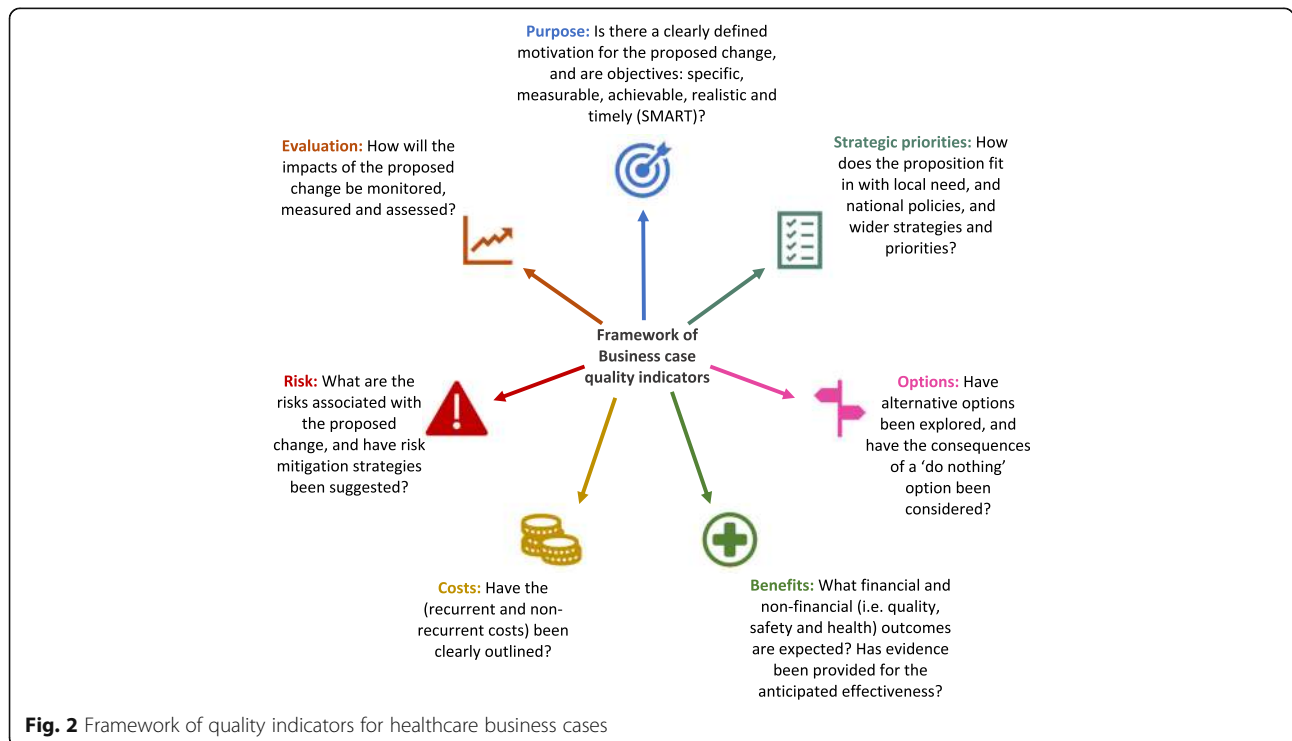 Purpose: Is there a clearly defined
motivation for the proposed change,
and are objectives: specific,
measurable, achievable, realistic and
timely (SMART)?
Evaluation: How will the
impacts of the proposed
change be monitored,
measured and assessed?
Strategic priorities: How
does the proposition fit
in with local need, and
national policies, and
wider strategies and
priorities?
Framework of
Business case
quality indicators
Risk: What are the
risks associated with
the proposed
change, and have risk
mitigation strategies
been suggested?
Options: Have
alternative options
been explored, and
have the consequences
of a ‘do nothing’
option been
considered?
Costs: Have the
(recurrent and non-
recurrent costs) been
clearly outlined?
Benefits: What financial and
non-financial (i.e. quality,
safety and health) outcomes
are expected? Has evidence
been provided for the
anticipated effectiveness?
Fig. 2 Framework of quality indicators for healthcare business cases